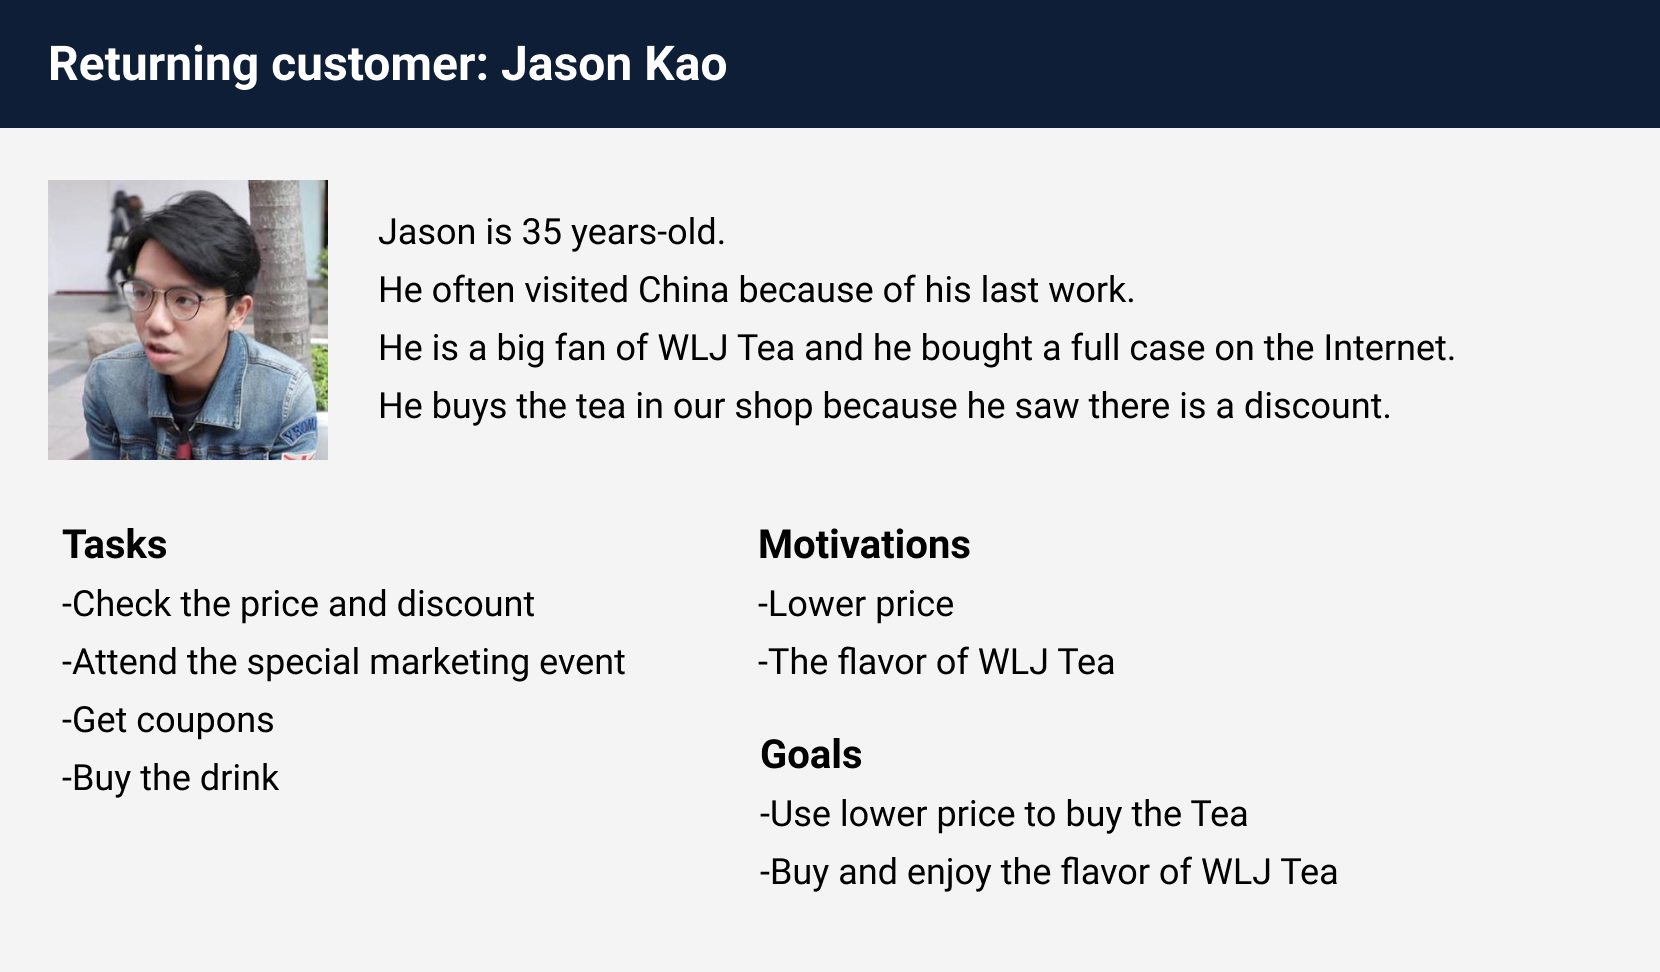 Returning customer: Jason Kao
Jason is 35 years-old.
He often visited China because of his last work.
He is a big fan of WLJ Tea and he bought a full case on the Internet.
He buys the tea in our shop because he saw there is a discount.
Tasks
-Check the price and discount
-Attend the special marketing event
-Get coupons
-Buy the drink
Motivations
-Lower price
-The flavor of WLJ Tea
Goals
-Use lower price to buy the Tea
-Buy and enjoy the flavor of WLJ Tea